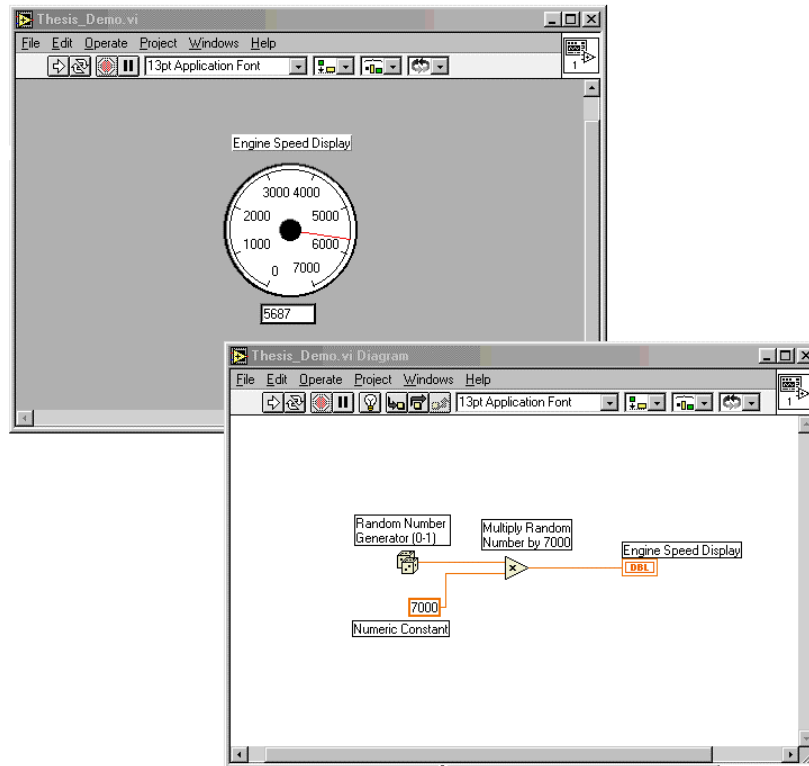 Thesis_Demo.vi
File Edit Operate Project Windows Help
13pt Application Font
1
Engine Speed Display
3000 4000
2000 5000
1000 6000
0 7000
5687
Thesis_Demo.vi Diagram
File Edit Operate Project Windows Help
13pt Application Font
1
Random Number
Generator (0-1)
Multiply Random
Number by 7000
Engine Speed Display
DBL
7000
Numeric Constant